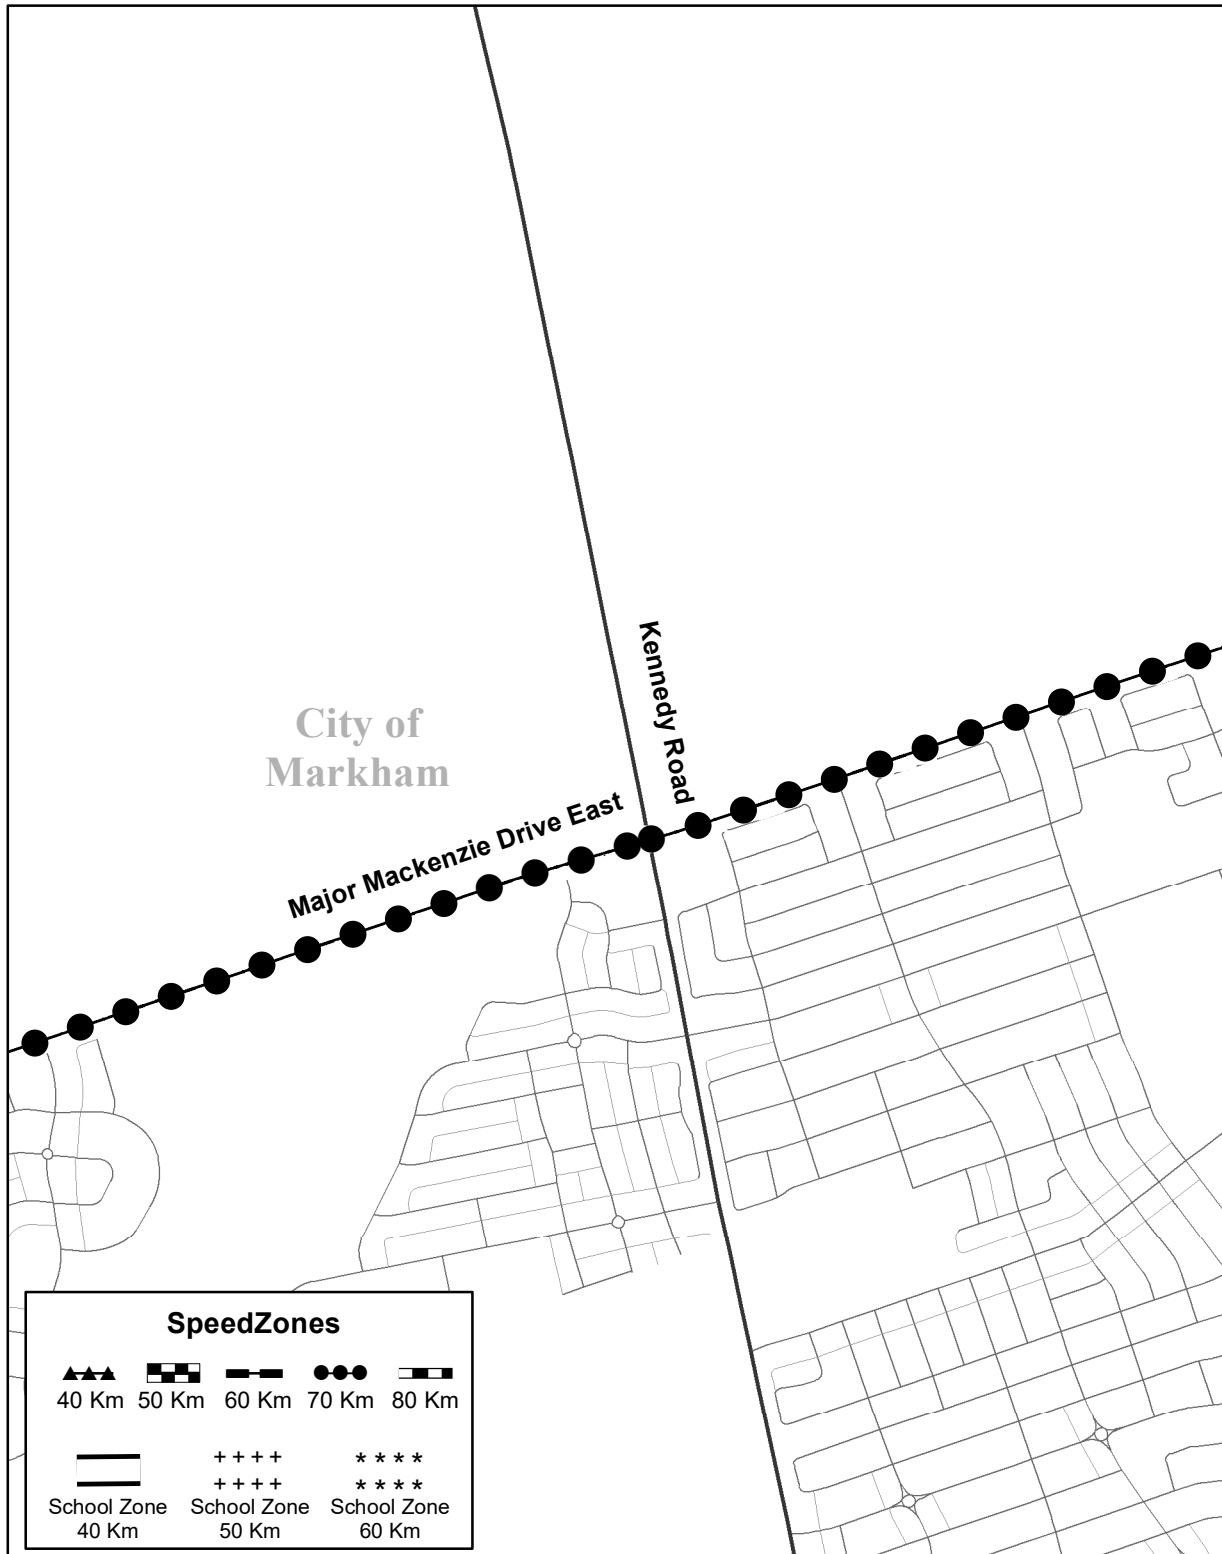 Kennedy Road
City of
Markham
Major Mackenzie Drive East
SpeedZones
40 Km 50 Km 60 Km 70 Km 80 Km
School Zone School Zone School Zone
40 Km 50 Km 60 Km